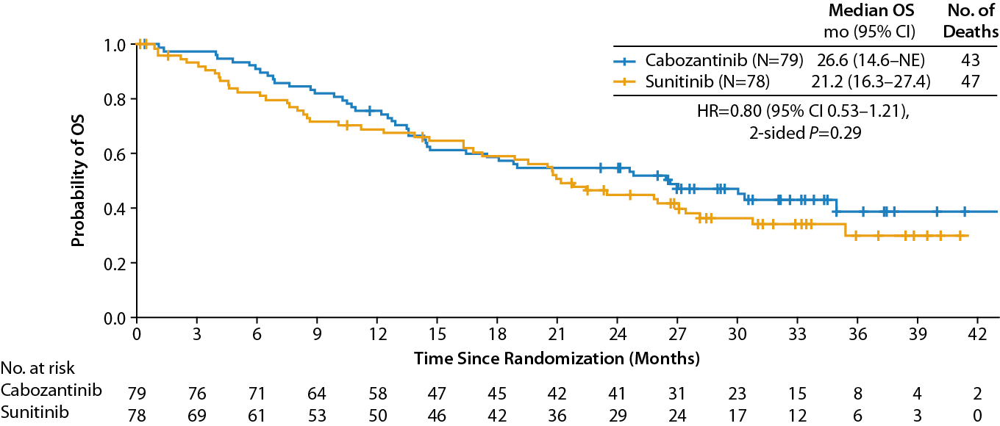 Median OS No. of
mo (95% CI) Deaths
Cabozantinib (N=79) 26.6 (14.6–NE) 43
Sunitinib (N=78) 21.2 (16.3–27.4) 47
HR=0.80 (95% CI 0.53–1.21),
2-sided P=0.29
Probability of OS
1.0
0.8
0.6
0.4
0.2
0.0
0 3 6 9 12 15 18 21 24 27 30 33 36 39 42
Time Since Randomization (Months)
No. at risk
Cabozantinib 79 76 71 64 58 47 45 42 41 31 23 15 8 4 2
Sunitinib 78 69 61 53 50 46 42 36 29 24 17 12 6 3 0